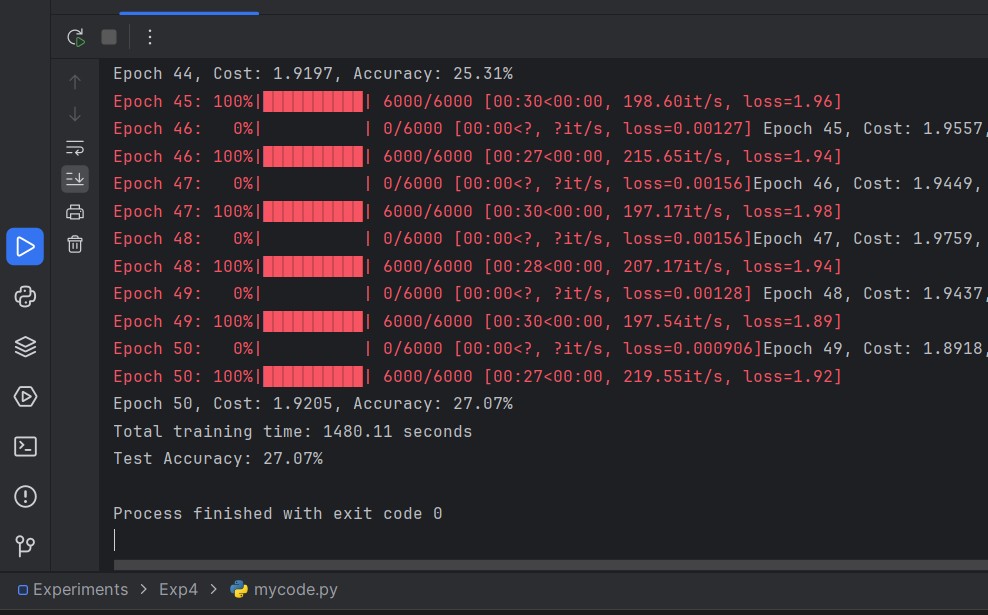 Epoch 44, Cost: 1.9197, Accuracy: 25.31%
Epoch 45: 100%|██████████| 6000/6000 [00:30<00:00, 198.60it/s, loss=1.96]
Epoch 46:   0%|          | 0/6000 [00:00<?, ?it/s, loss=0.00127] Epoch 45, Cost: 1.9557,
Epoch 46: 100%|██████████| 6000/6000 [00:27<00:00, 215.65it/s, loss=1.94]
Epoch 47:   0%|          | 0/6000 [00:00<?, ?it/s, loss=0.00156]Epoch 46, Cost: 1.9449,
Epoch 47: 100%|██████████| 6000/6000 [00:30<00:00, 197.17it/s, loss=1.98]
Epoch 48:   0%|          | 0/6000 [00:00<?, ?it/s, loss=0.00156]Epoch 47, Cost: 1.9759,
Epoch 48: 100%|██████████| 6000/6000 [00:28<00:00, 207.17it/s, loss=1.94]
Epoch 49:   0%|          | 0/6000 [00:00<?, ?it/s, loss=0.00128] Epoch 48, Cost: 1.9437,
Epoch 49: 100%|██████████| 6000/6000 [00:30<00:00, 197.54it/s, loss=1.89]
Epoch 50:   0%|          | 0/6000 [00:00<?, ?it/s, loss=0.000906]Epoch 49, Cost: 1.8918,
Epoch 50: 100%|██████████| 6000/6000 [00:27<00:00, 219.55it/s, loss=1.92]
Epoch 50, Cost: 1.9205, Accuracy: 27.07%
Total training time: 1480.11 seconds
Test Accuracy: 27.07%
Process finished with exit code 0
Experiments > Exp4 > mycode.py